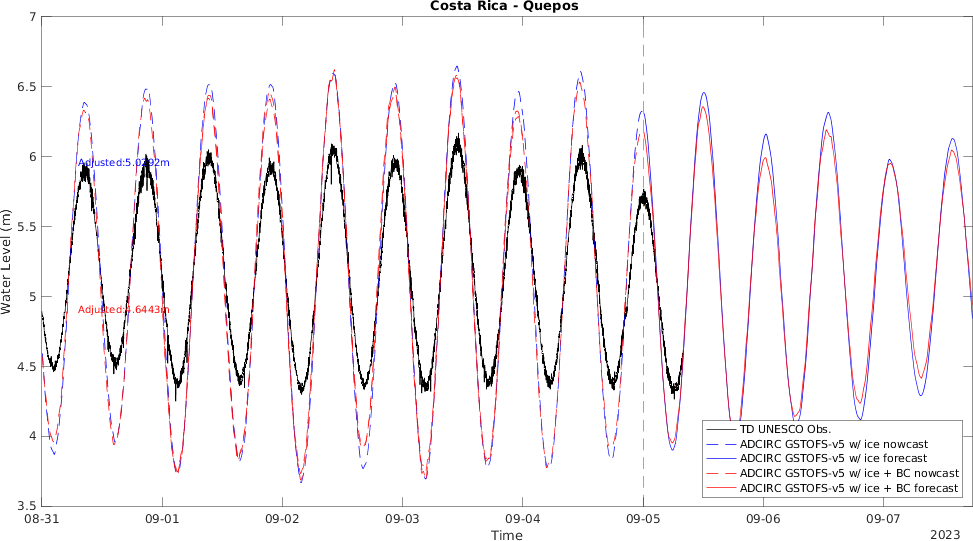 Costa Rica - Quepos
7
6.5
6
5.5
5
4.5
4
3.5
Water Level (m)
Adjusted:5.0292m
TD UNESCO Obs.
ADCIRC GSTOFS-v5 w/ ice nowcast
ADCIRC GSTOFS-v5 w/ ice forecast
ADCIRC GSTOFS-v5 w/ ice + BC nowcast
ADCIRC GSTOFS-v5 w/ ice + BC forecast
08-31
09-01
09-02
09-03
09-04
09-05
09-06
09-07
Time
2023